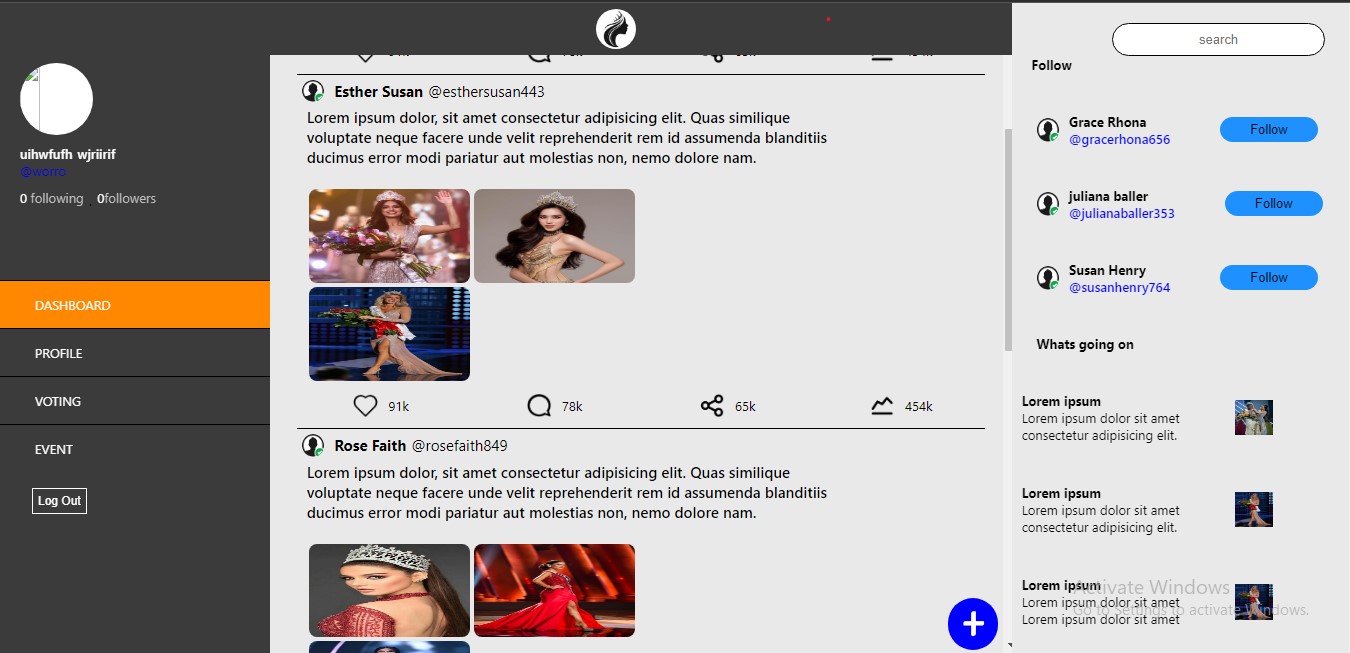 uihwfufh wjriirif
@worro
0 following . 0followers
DASHBOARD
PROFILE
VOTING
EVENT
Log Out
Esther Susan @esthersusan443
Lorem ipsum dolor, sit amet consectetur adipisicing elit. Quas similique
voluptate neque facere unde velit reprehenderit rem id assumenda blanditiis
ducimus error modi pariatur aut molestias non, nemo dolore nam.
91k
78k
65k
454k
Rose Faith @rosefaith849
Lorem ipsum dolor, sit amet consectetur adipisicing elit. Quas similique
voluptate neque facere unde velit reprehenderit rem id assumenda blanditiis
ducimus error modi pariatur aut molestias non, nemo dolore nam.
search
Follow
Grace Rhona
@gracerhona656
Follow
juliana baller
@julianaballer353
Follow
Susan Henry
@susanhenry764
Follow
Whats going on
Lorem ipsum
Lorem ipsum dolor sit amet
consectetur adipisicing elit.
Lorem ipsum
Lorem ipsum dolor sit amet
consectetur adipisicing elit.
Lorem ipsum
Lorem ipsum dolor sit amet
Lorem ipsum dolor sit amet
Activate Windows
Go to Settings to activate Windows.